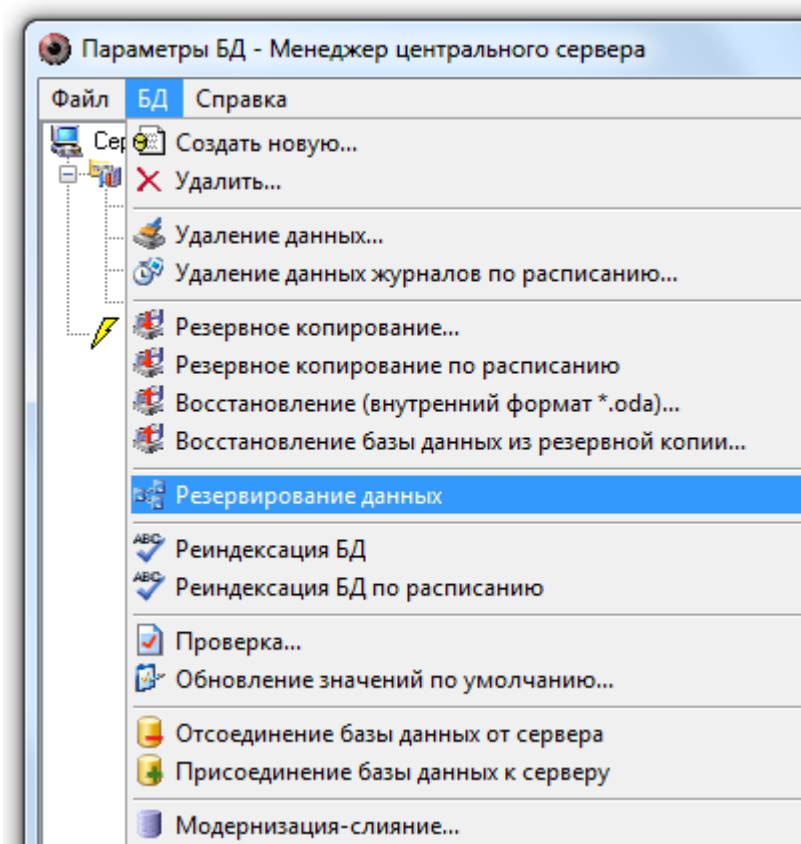 Параметры БД - Менеджер центрального сервера
Файл БД Справка
Сер
Создать новую...
Удалить...
Удаление данных...
Удаление данных журналов по расписанию...
Резервное копирование...
Резервное копирование по расписанию
Восстановление (внутренний формат *.oda)...
Восстановление базы данных из резервной копии...
Резервирование данных
ABC
Реиндексация БД
ABC
Реиндексация БД по расписанию
Проверка...
Обновление значений по умолчанию...
Отсоединение базы данных от сервера
Присоединение базы данных к серверу
Модернизация-слияние...